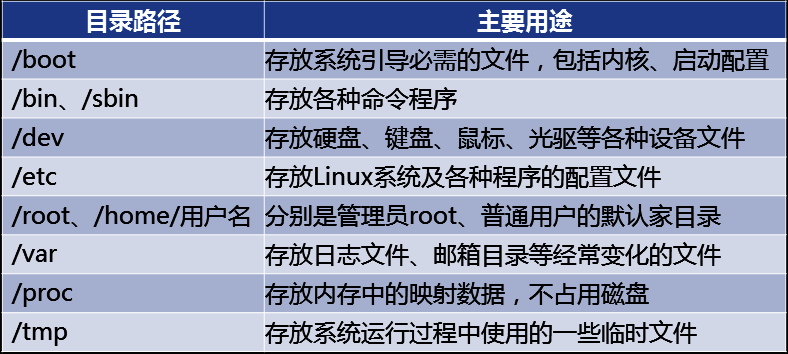 目录路径 主要用途
/boot 存放系统引导必需的文件，包括内核、启动配置
/bin、/sbin 存放各种命令程序
/dev 存放硬盘、键盘、鼠标、光驱等各种设备文件
/etc 存放Linux系统及各种程序的配置文件
/root、/home/用户名 分别是管理员root、普通用户的默认家目录
/var 存放日志文件、邮箱目录等经常变化的文件
/proc 存放内存中的映射数据，不占用磁盘
/tmp 存放系统运行过程中使用的一些临时文件